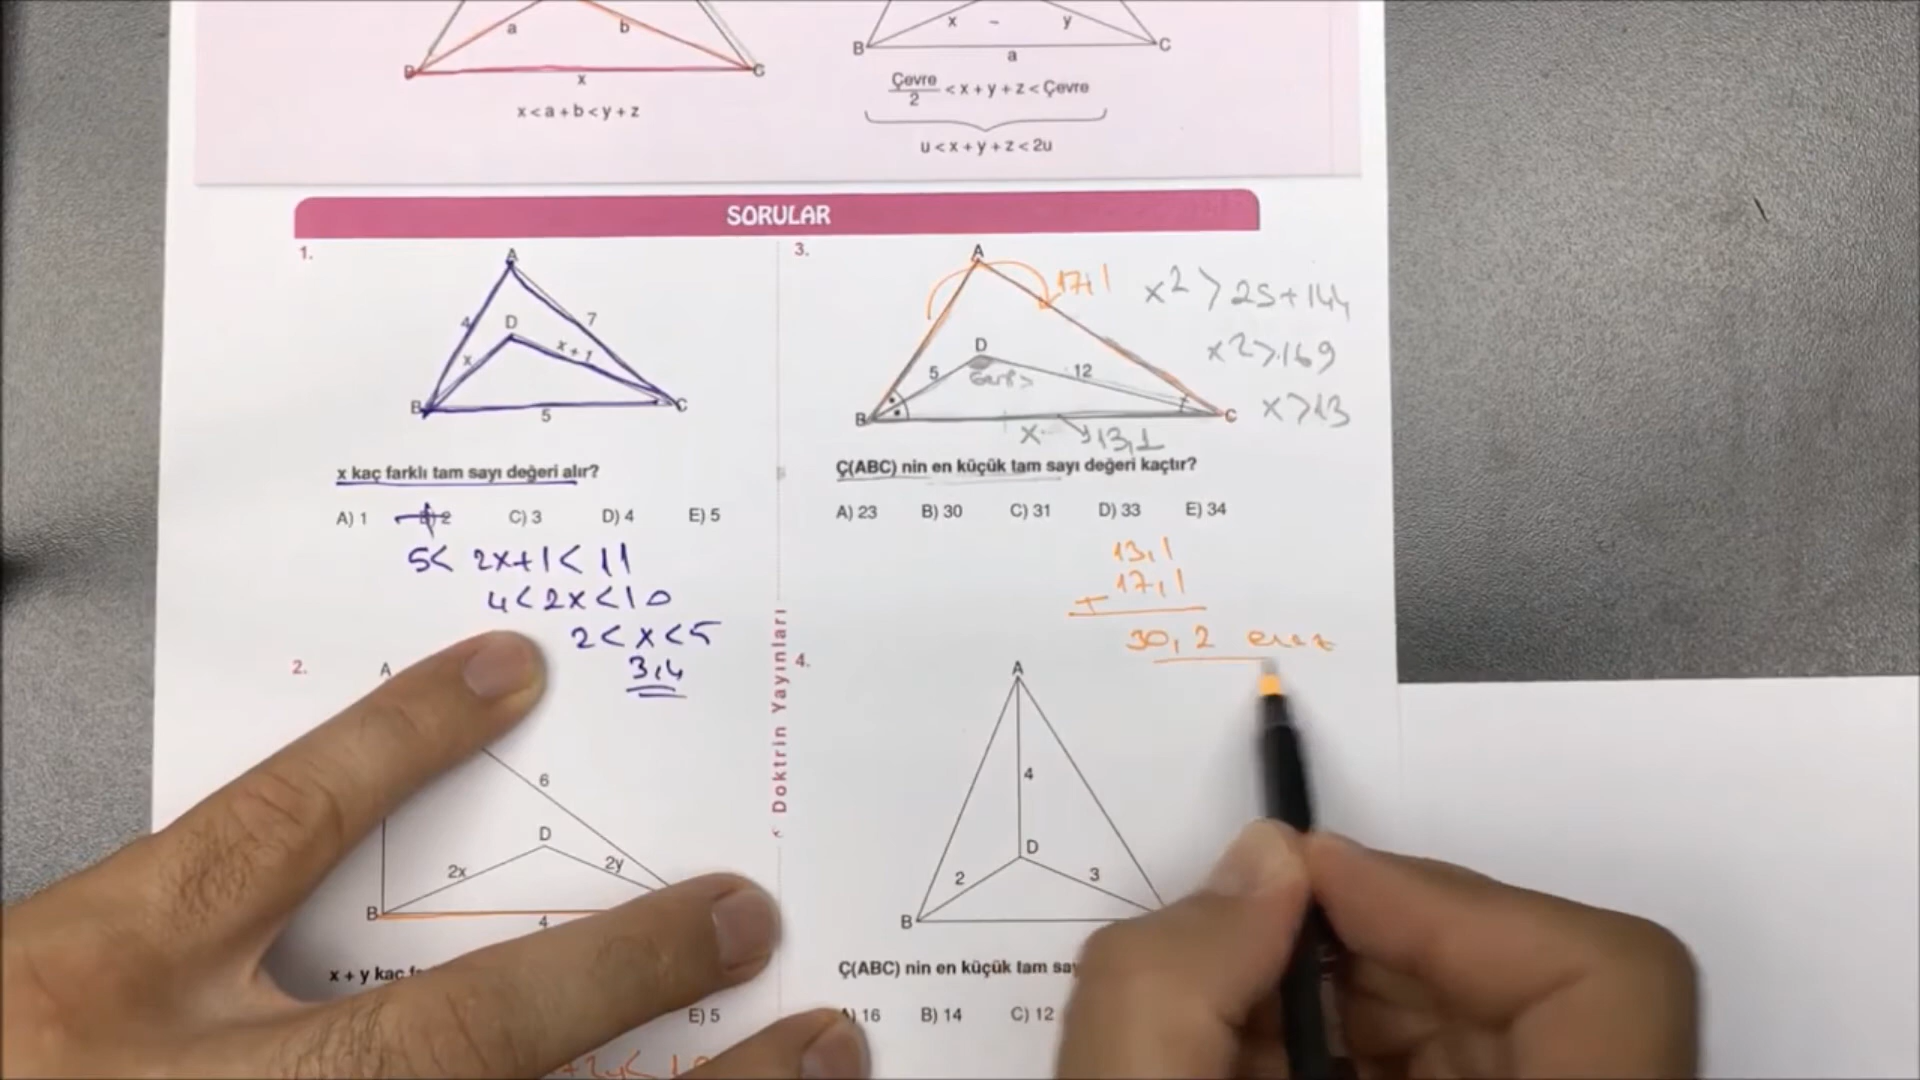 a
b
B
C
x
x < a + b < y + z
x
y
B
C
a
Çevre
2
< x + y + z < Çevre
u < x + y + z < 2u
SORULAR
1.
A
4
7
D
x
x + 1
B
C
5
x kaç farklı tam sayı değeri alır?
A) 1
B) 2
C) 3
D) 4
E) 5
5 < 2x+1 < 11
4 < 2x < 10
2 < x < 5
3,4
2.
A
6
D
2x
2y
B
4
x + y kaç
E) 5
Doktrin Yayınları
3.
A
17,1
D
5
12
B
C
x
13,1
x2 > 25 + 144
x2 > 169
x > 13
Ç(ABC) nin en küçük tam sayı değeri kaçtır?
A) 23
B) 30
C) 31
D) 33
E) 34
13,1
+ 17,1
30,2
4.
A
4
D
2
3
B
Ç(ABC) nin en küçük tam
A) 16
B) 14
C) 12